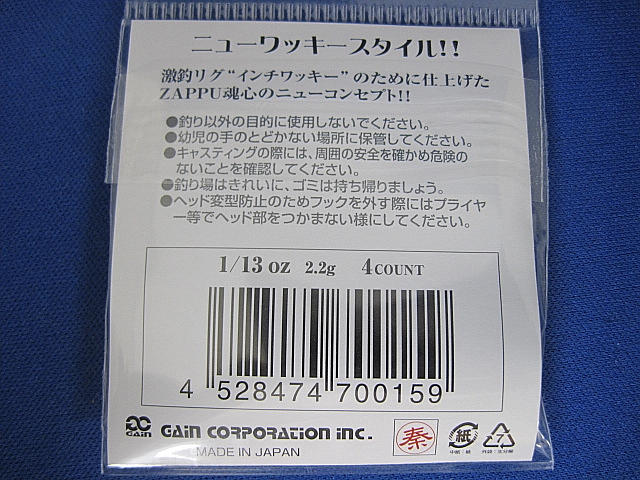 ニューワッキースタイル!!
激釣リグ“インチワッキー”のために仕上げた
ZAPPU魂心のニューコンセプト!!
●釣り以外の目的に使用しないでください。
●幼児の手のとどかない場所に保管してください。
●キャスティングの際には、周囲の安全を確かめ危険の
ないことを確認してください。
●釣り場はきれいに、ゴミは持ち帰りましょう。
●ヘッド変型防止のためフックを外す際にはプライヤ
ー等でヘッド部をつかまない様にしてください。
1/13 oz 2.2g 4 COUNT
4 528474 700159
GAIN GAIN CORPORATION INC. 秦 紙 7
中紙：紙 外袋：生分解
MADE IN JAPAN